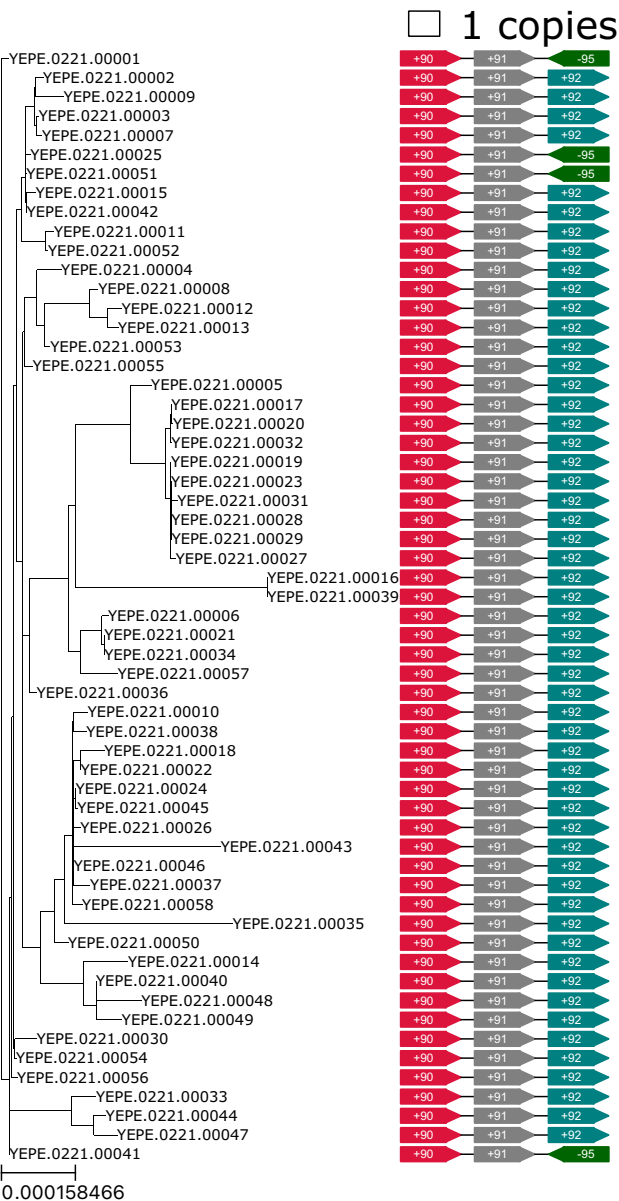 1 copies
YEPE.0221.00001 +90 +91 -95
YEPE.0221.00002 +90 +91 +92
YEPE.0221.00009 +90 +91 +92
YEPE.0221.00003 +90 +91 +92
YEPE.0221.00007 +90 +91 +92
YEPE.0221.00025 +90 +91 -95
YEPE.0221.00051 +90 +91 -95
YEPE.0221.00015 +90 +91 +92
YEPE.0221.00042 +90 +91 +92
YEPE.0221.00011 +90 +91 +92
YEPE.0221.00052 +90 +91 +92
YEPE.0221.00004 +90 +91 +92
YEPE.0221.00008 +90 +91 +92
YEPE.0221.00012 +90 +91 +92
YEPE.0221.00013 +90 +91 +92
YEPE.0221.00053 +90 +91 +92
YEPE.0221.00055 +90 +91 +92
YEPE.0221.00005 +90 +91 +92
YEPE.0221.00017 +90 +91 +92
YEPE.0221.00020 +90 +91 +92
YEPE.0221.00032 +90 +91 +92
YEPE.0221.00019 +90 +91 +92
YEPE.0221.00023 +90 +91 +92
YEPE.0221.00031 +90 +91 +92
YEPE.0221.00028 +90 +91 +92
YEPE.0221.00029 +90 +91 +92
YEPE.0221.00027 +90 +91 +92
YEPE.0221.00016 +90 +91 +92
YEPE.0221.00039 +90 +91 +92
YEPE.0221.00006 +90 +91 +92
YEPE.0221.00021 +90 +91 +92
YEPE.0221.00034 +90 +91 +92
YEPE.0221.00057 +90 +91 +92
YEPE.0221.00036 +90 +91 +92
YEPE.0221.00010 +90 +91 +92
YEPE.0221.00038 +90 +91 +92
YEPE.0221.00018 +90 +91 +92
YEPE.0221.00022 +90 +91 +92
YEPE.0221.00024 +90 +91 +92
YEPE.0221.00045 +90 +91 +92
YEPE.0221.00026 +90 +91 +92
YEPE.0221.00043 +90 +91 +92
YEPE.0221.00046 +90 +91 +92
YEPE.0221.00037 +90 +91 +92
YEPE.0221.00058 +90 +91 +92
YEPE.0221.00035 +90 +91 +92
YEPE.0221.00050 +90 +91 +92
YEPE.0221.00014 +90 +91 +92
YEPE.0221.00040 +90 +91 +92
YEPE.0221.00048 +90 +91 +92
YEPE.0221.00049 +90 +91 +92
YEPE.0221.00030 +90 +91 +92
YEPE.0221.00054 +90 +91 +92
YEPE.0221.00056 +90 +91 +92
YEPE.0221.00033 +90 +91 +92
YEPE.0221.00044 +90 +91 +92
YEPE.0221.00047 +90 +91 +92
YEPE.0221.00041 +90 +91 -95
0.000158466